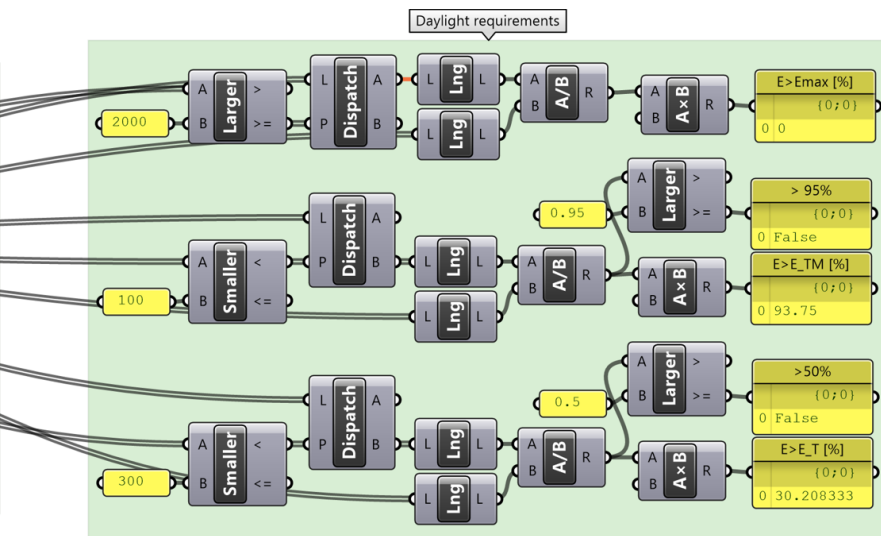 Daylight requirements
L Dispatch A
P B
A Larger >
B >=
2000
L Lng L
L Lng L
A A/B R
B
A A×B R
B
E>Emax [%]
{0;0}
0 0
A Larger >
B >=
0.95
> 95%
{0;0}
0 False
L Dispatch A
P B
A Smaller <
B <=
100
L Lng L
L Lng L
A A/B R
B
A A×B R
B
E>E_TM [%]
{0;0}
0 93.75
A Larger >
B >=
0.5
>50%
{0;0}
0 False
L Dispatch A
P B
A Smaller <
B <=
300
L Lng L
L Lng L
A A/B R
B
A A×B R
B
E>E_T [%]
{0;0}
0 30.208333